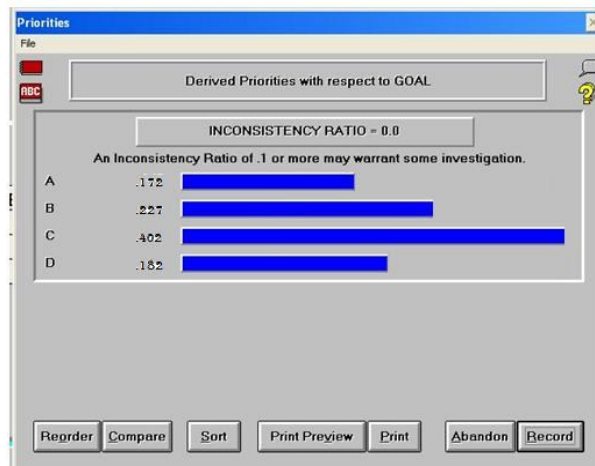 Priorities
File
ABC
Derived Priorities with respect to GOAL
?
INCONSISTENCY RATIO = 0.0
An Inconsistency Ratio of .1 or more may warrant some investigation.
A .172
B .227
C .402
D .182
Reorder Compare Sort Print Preview Print Abandon Record